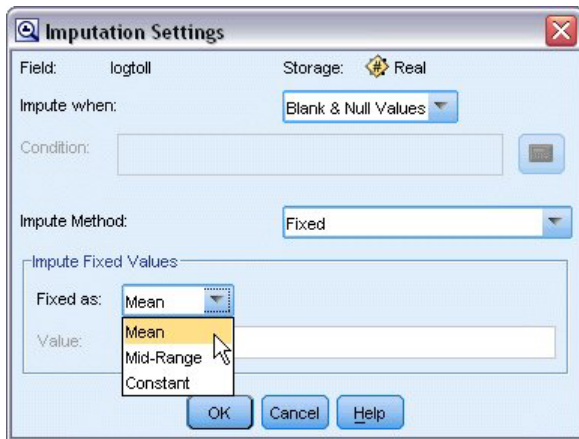 Imputation Settings
Field: logtoll Storage: Real
Impute when: Blank & Null Values
Condition:
Impute Method: Fixed
Impute Fixed Values
Fixed as: Mean
Value:
Mean
Mid-Range
Constant
OK Cancel Help